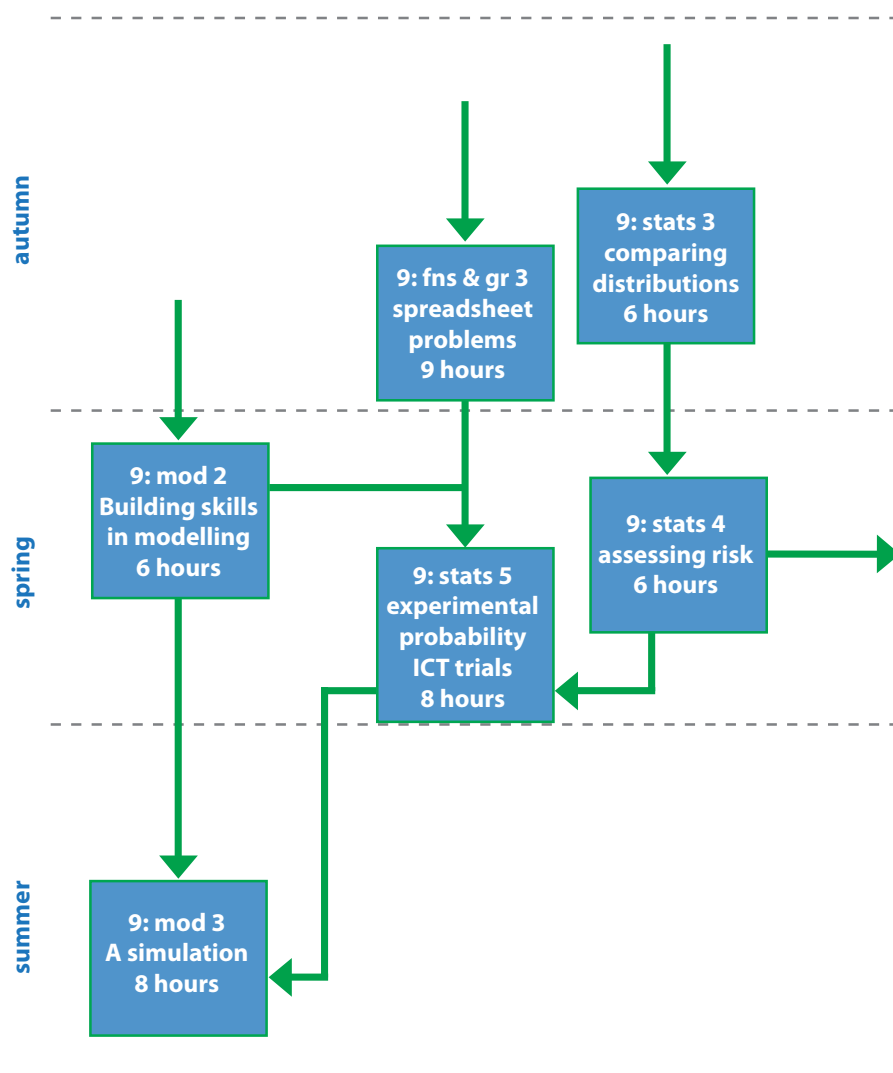 autumn
9: stats 3
comparing
distributions
6 hours
9: fns & gr 3
spreadsheet
problems
9 hours
spring
9: mod 2
Building skills
in modelling
6 hours
9: stats 4
assessing risk
6 hours
9: stats 5
experimental
probability
ICT trials
8 hours
summer
9: mod 3
A simulation
8 hours